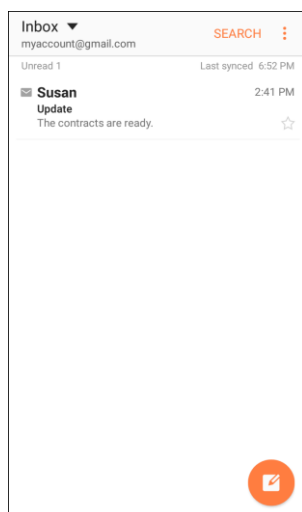 Inbox
SEARCH
myaccount@gmail.com
Unread 1
Last synced 6:52 PM
Susan
2:41 PM
Update
The contracts are ready.